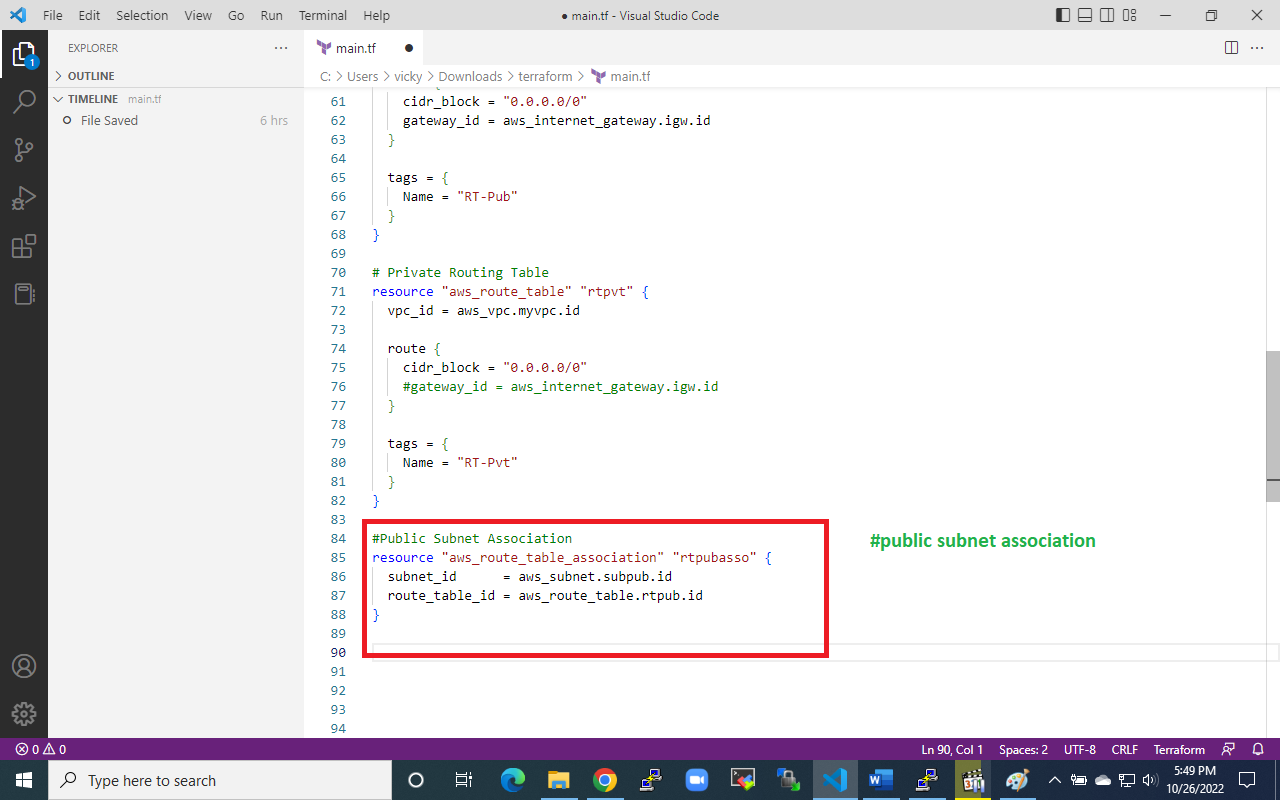 File Edit Selection View Go Run Terminal Help
● main.tf - Visual Studio Code
EXPLORER
OUTLINE
TIMELINE main.tf
File Saved 6 hrs
1
main.tf
C: > Users > vicky > Downloads > terraform > main.tf
61 cidr_block = "0.0.0.0/0"
62 gateway_id = aws_internet_gateway.igw.id
63 }
64
65 tags = {
66 Name = "RT-Pub"
67 }
68 }
69
70 # Private Routing Table
71 resource "aws_route_table" "rtpvt" {
72 vpc_id = aws_vpc.myvpc.id
73
74 route {
75 cidr_block = "0.0.0.0/0"
76 #gateway_id = aws_internet_gateway.igw.id
77 }
78
79 tags = {
80 Name = "RT-Pvt"
81 }
82 }
83
84 #Public Subnet Association
85 resource "aws_route_table_association" "rtpubasso" {
86 subnet_id      = aws_subnet.subpub.id
87 route_table_id = aws_route_table.rtpub.id
88 }
89
90
91
92
93
94
#public subnet association
0 0
Ln 90, Col 1 Spaces: 2 UTF-8 CRLF Terraform
Type here to search
5:49 PM
10/26/2022